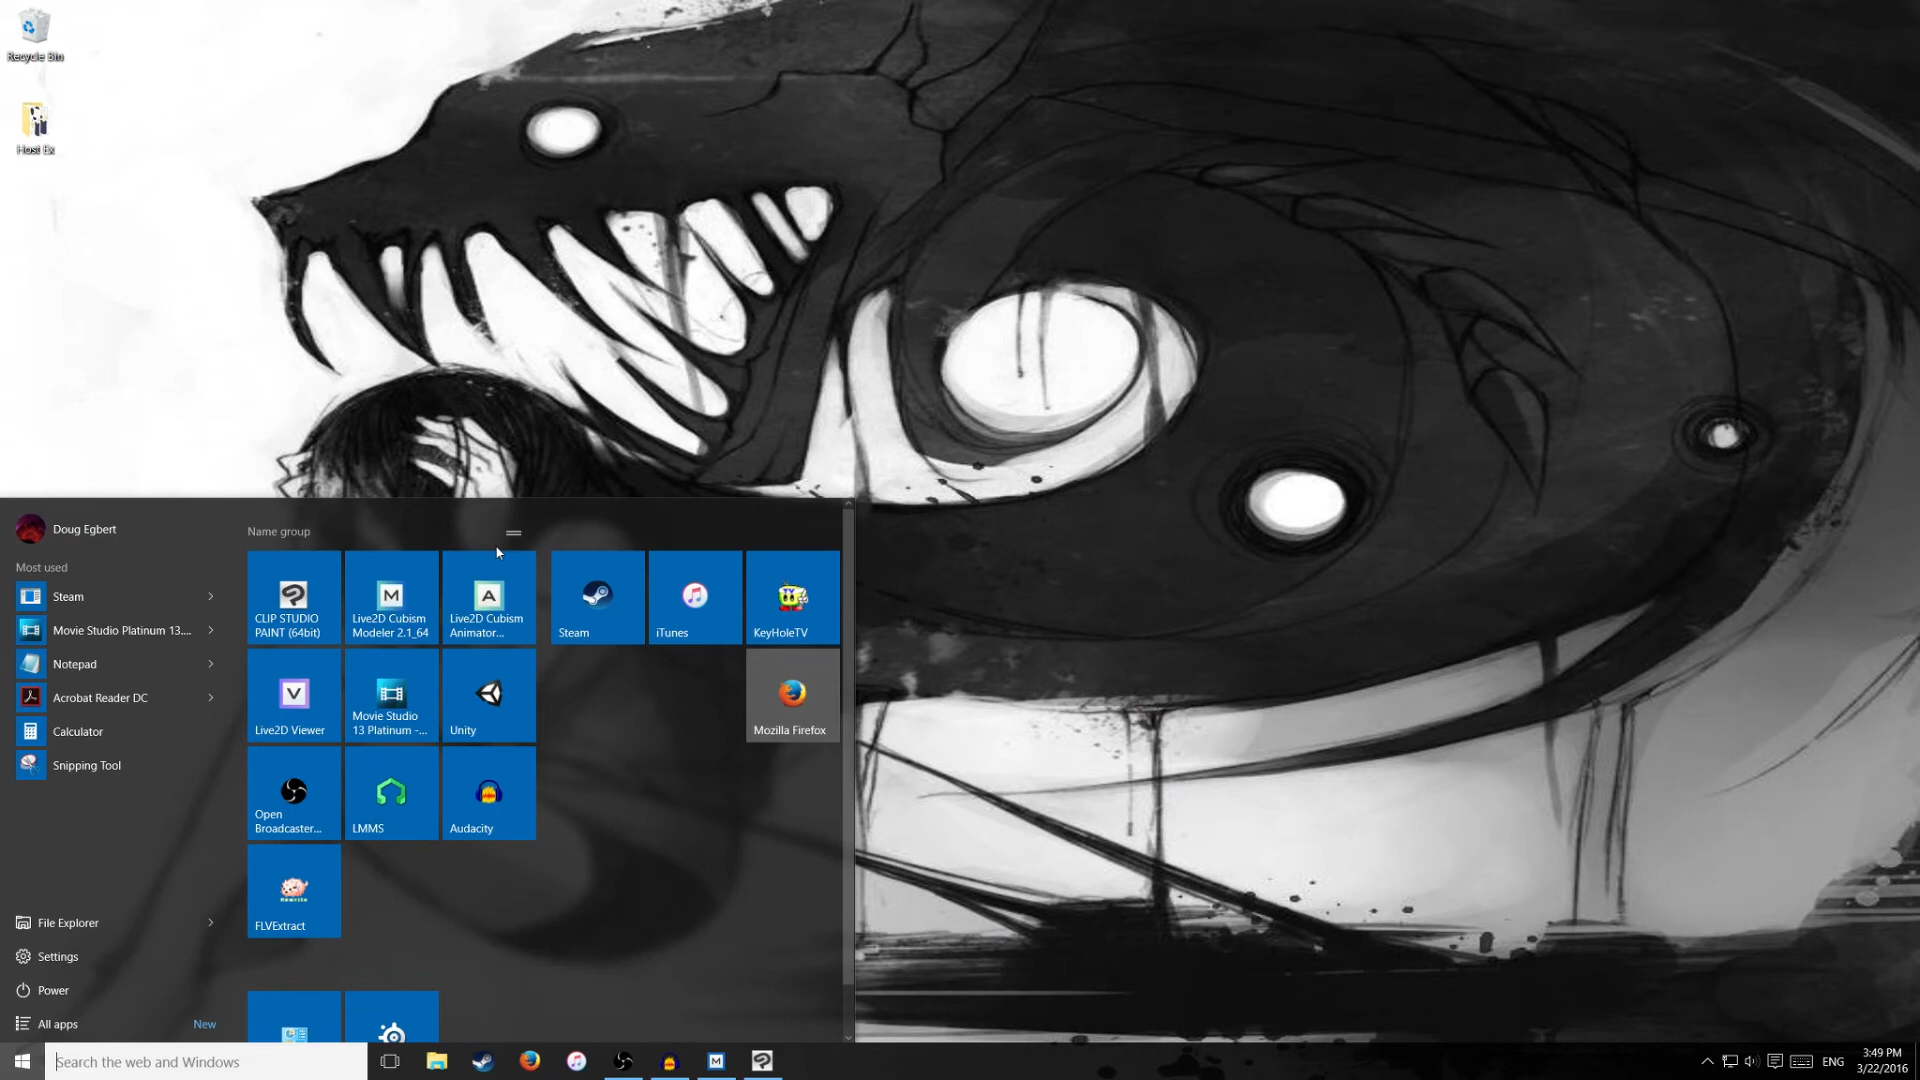 Recycle Bin
Host Ex
Doug Egbert
Most used
Steam
Movie Studio Platinum 13....
Notepad
Acrobat Reader DC
Calculator
Snipping Tool
File Explorer
Settings
Power
All apps
New
Name group
CLIP STUDIO
PAINT (64bit)
Live2D Cubism
Modeler 2.1_64
Live2D Cubism
Animator...
Steam
iTunes
KeyHoleTV
Live2D Viewer
Movie Studio
13 Platinum -...
Unity
Mozilla Firefox
Open
Broadcaster...
LMMS
Audacity
FLVExtract
Search the web and Windows
ENG
3:49 PM
3/22/2016